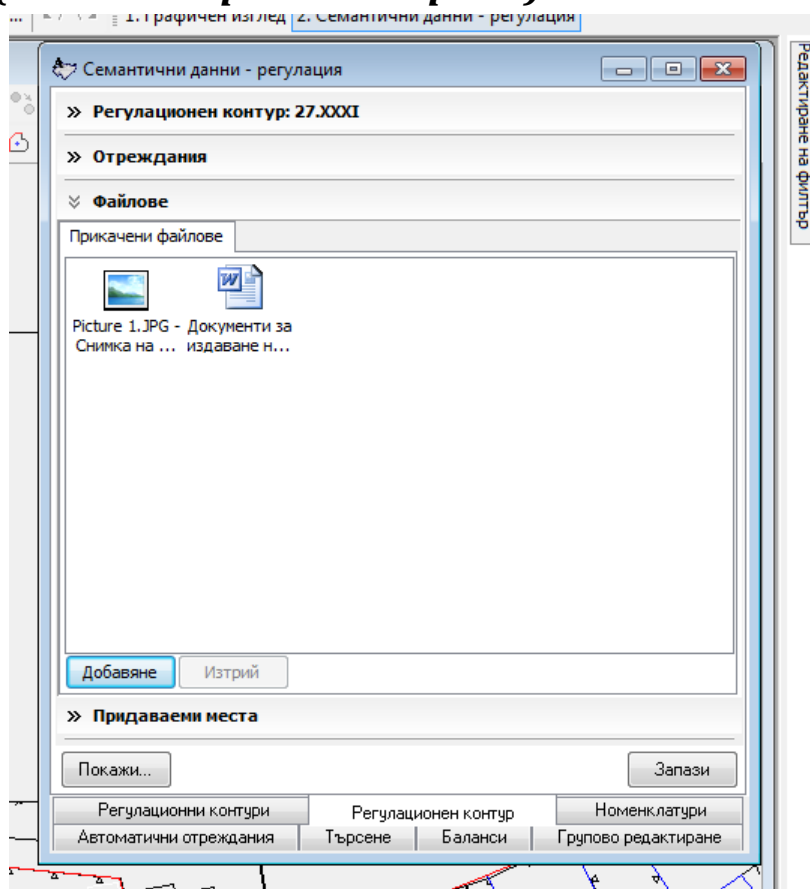 ... 1. Графичен изглед 2. Семантични данни - регулация
Семантични данни - регулация
Регулационен контур: 27.XXXI
Отреждания
Файлове
Прикачени файлове
Picture 1.JPG - Снимка на ...
Документи за издаване н...
Добавяне Изтрий
Придаваеми места
Покажи... Запази
Регулационни контури Регулационен контур Номенклатури
Автоматични отреждания Търсене Баланси Групово редактиране
Редактиране на филтър